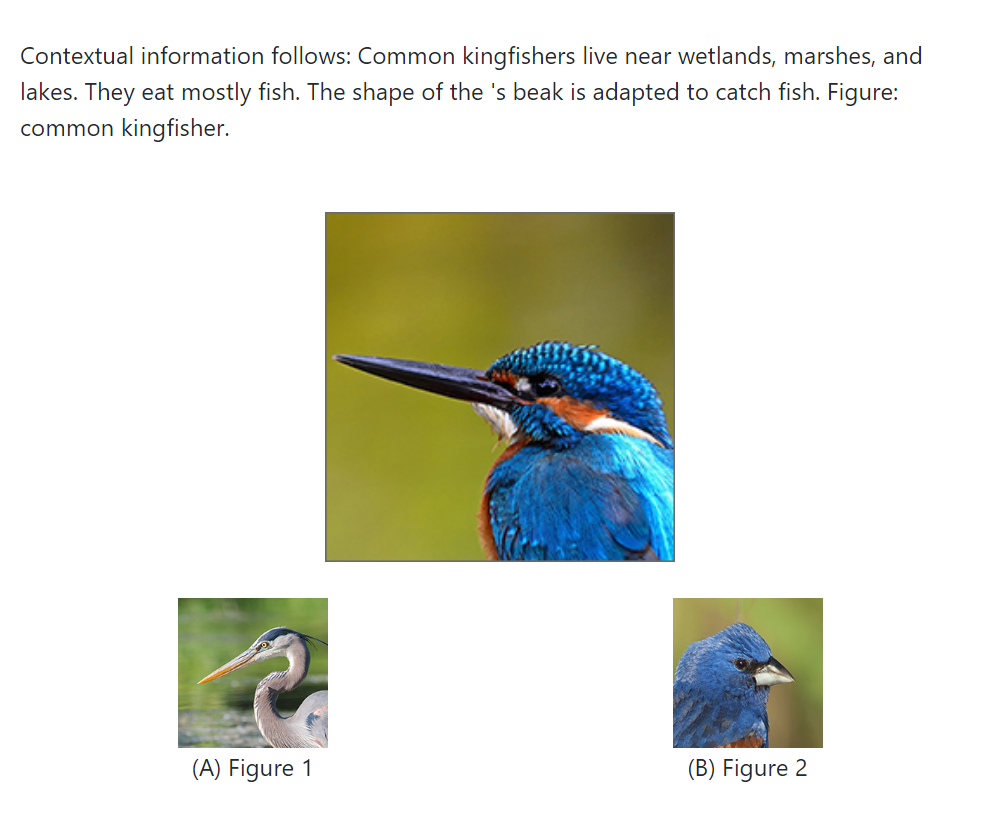 Contextual information follows: Common kingfishers live near wetlands, marshes, and
lakes. They eat mostly fish. The shape of the 's beak is adapted to catch fish. Figure:
common kingfisher.
(A) Figure 1
(B) Figure 2